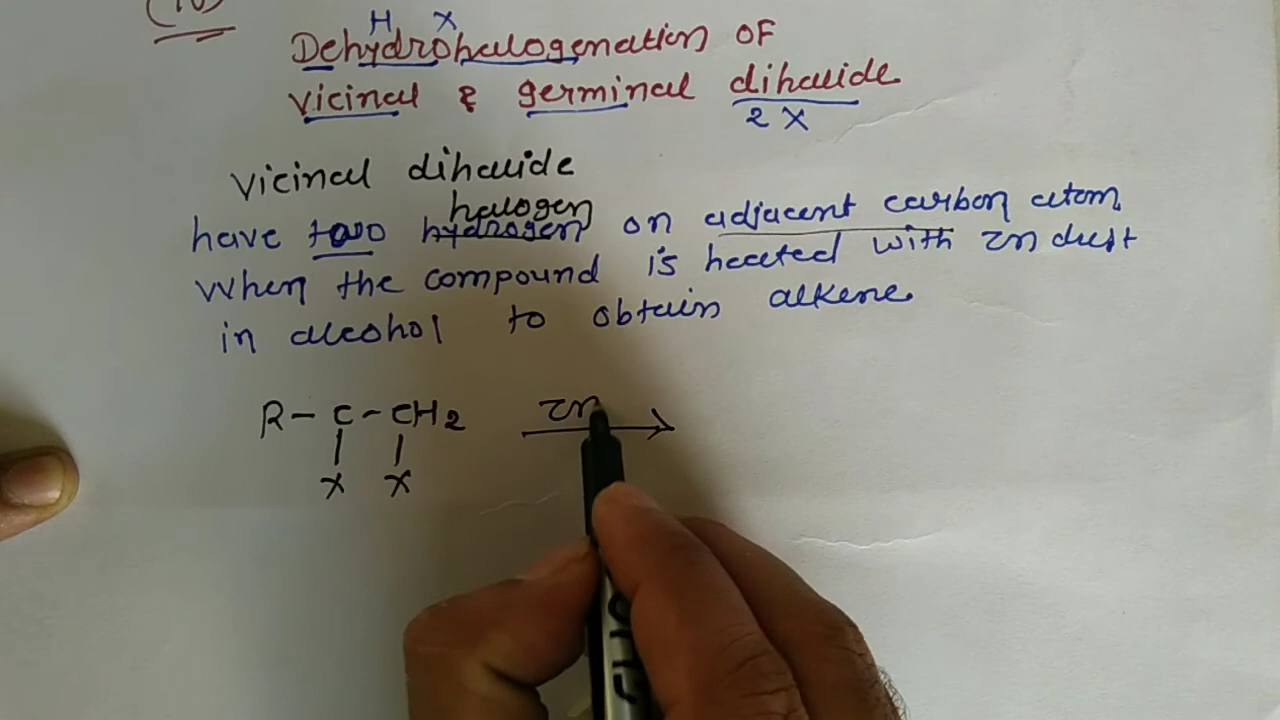 H X
Dehydrohalogenation OF
vicinal & germinal dihalide
2 X
vicinal dihalide
halogen
have two hydrogen on adjacent carbon atom
when the compound is heated with zn dust
in alcohol to obtain alkene.
R - C - CH2 zn
X X